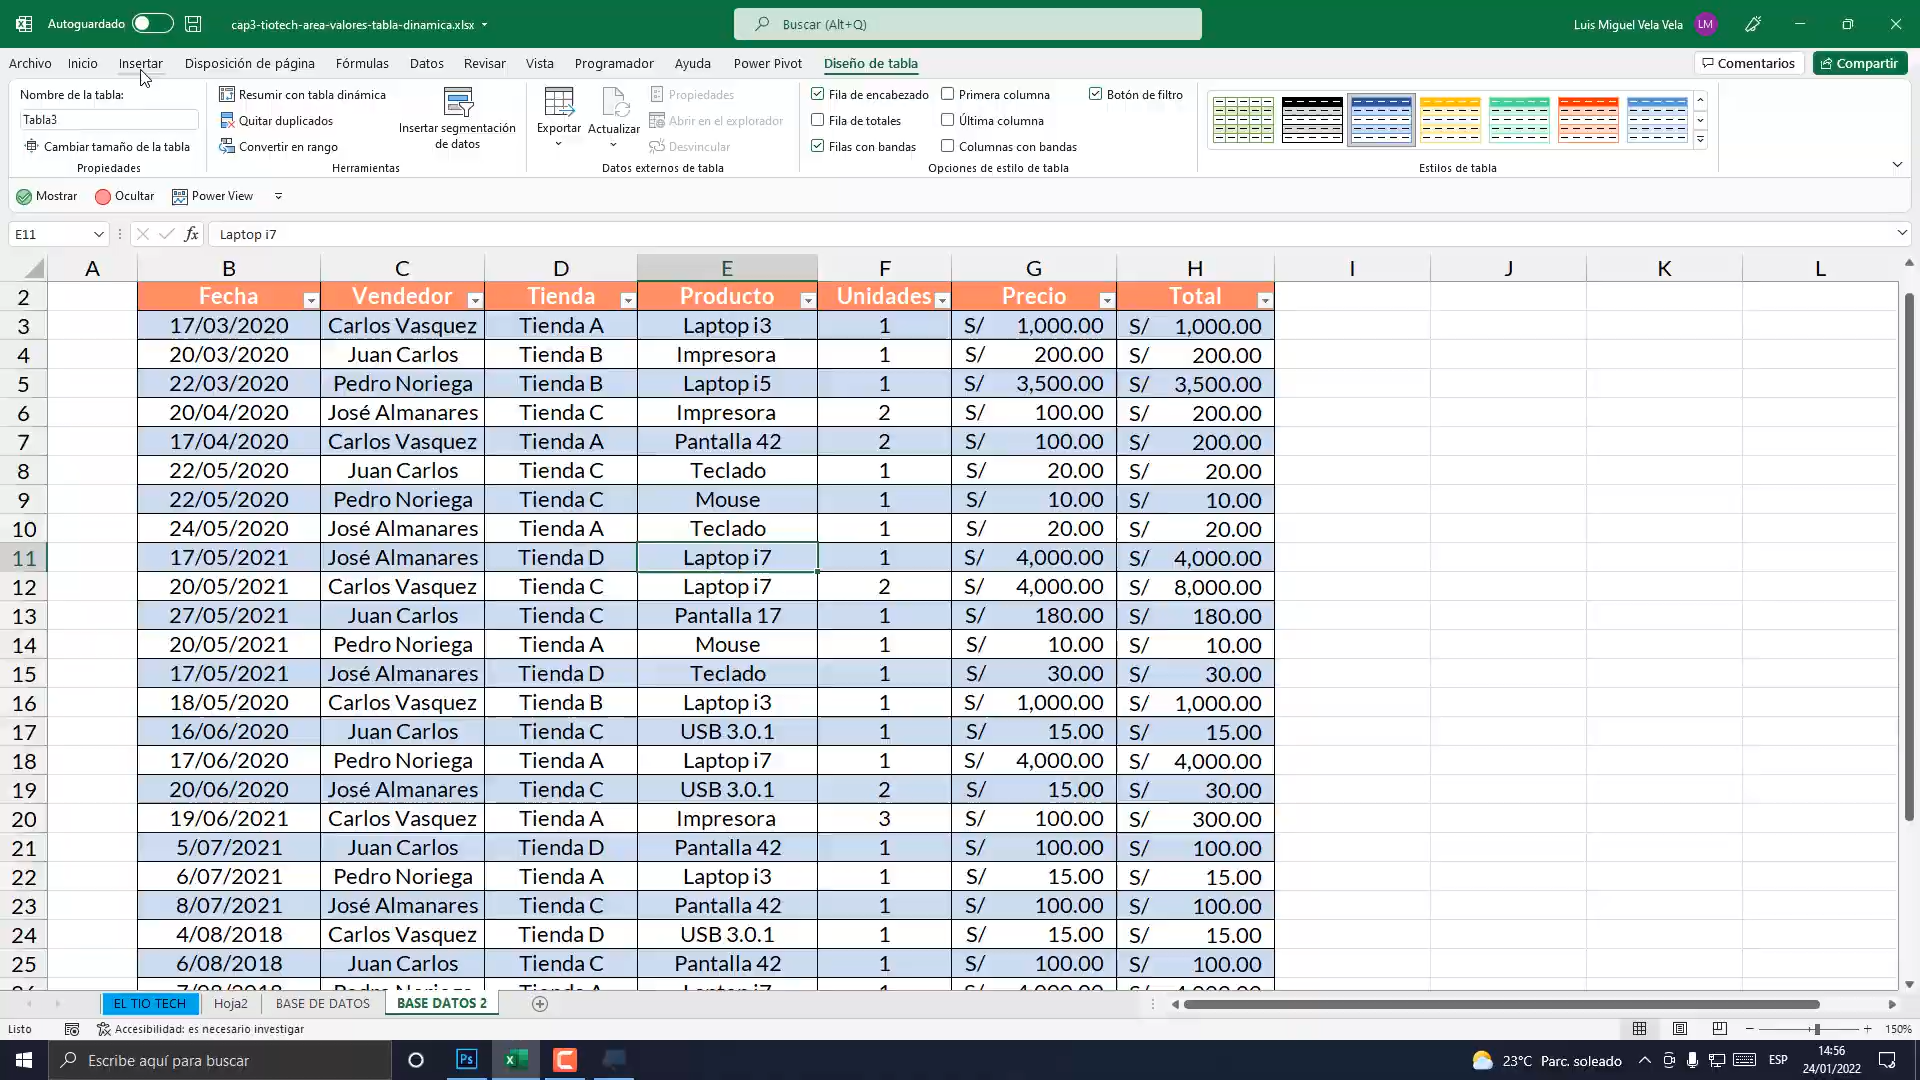 Autoguardado cap3-tiotech-area-valores-tabla-dinamica.xlsx Buscar (Alt+Q) Luis Miguel Vela Vela LM
Archivo Inicio Insertar Disposición de página Fórmulas Datos Revisar Vista Programador Ayuda Power Pivot Diseño de tabla Comentarios Compartir
Nombre de la tabla:
Tabla3
Cambiar tamaño de la tabla
Propiedades
Resumir con tabla dinámica
Quitar duplicados
Convertir en rango
Insertar segmentación
de datos
Herramientas
Exportar
Actualizar
Propiedades
Abrir en el explorador
Desvincular
Datos externos de tabla
Fila de encabezado Primera columna Botón de filtro
Fila de totales Última columna
Filas con bandas Columnas con bandas
Opciones de estilo de tabla
Estilos de tabla
Mostrar Ocultar Power View
E11 fx Laptop i7
A B C D E F G H I J K L
2 Fecha Vendedor Tienda Producto Unidades Precio Total
3 17/03/2020 Carlos Vasquez Tienda A Laptop i3 1 S/ 1,000.00 S/ 1,000.00
4 20/03/2020 Juan Carlos Tienda B Impresora 1 S/ 200.00 S/ 200.00
5 22/03/2020 Pedro Noriega Tienda B Laptop i5 1 S/ 3,500.00 S/ 3,500.00
6 20/04/2020 José Almanares Tienda C Impresora 2 S/ 100.00 S/ 200.00
7 17/04/2020 Carlos Vasquez Tienda A Pantalla 42 2 S/ 100.00 S/ 200.00
8 22/05/2020 Juan Carlos Tienda C Teclado 1 S/ 20.00 S/ 20.00
9 22/05/2020 Pedro Noriega Tienda C Mouse 1 S/ 10.00 S/ 10.00
10 24/05/2020 José Almanares Tienda A Teclado 1 S/ 20.00 S/ 20.00
11 17/05/2021 José Almanares Tienda D Laptop i7 1 S/ 4,000.00 S/ 4,000.00
12 20/05/2021 Carlos Vasquez Tienda C Laptop i7 2 S/ 4,000.00 S/ 8,000.00
13 27/05/2021 Juan Carlos Tienda C Pantalla 17 1 S/ 180.00 S/ 180.00
14 20/05/2021 Pedro Noriega Tienda A Mouse 1 S/ 10.00 S/ 10.00
15 17/05/2021 José Almanares Tienda D Teclado 1 S/ 30.00 S/ 30.00
16 18/05/2021 Carlos Vasquez Tienda B Laptop i3 1 S/ 1,000.00 S/ 1,000.00
17 16/06/2020 Juan Carlos Tienda C USB 3.0.1 1 S/ 15.00 S/ 15.00
18 17/06/2020 Pedro Noriega Tienda A Laptop i7 1 S/ 4,000.00 S/ 4,000.00
19 20/06/2020 José Almanares Tienda C USB 3.0.1 2 S/ 15.00 S/ 30.00
20 19/06/2021 Carlos Vasquez Tienda A Impresora 3 S/ 100.00 S/ 300.00
21 5/07/2021 Juan Carlos Tienda D Pantalla 42 1 S/ 100.00 S/ 100.00
22 6/07/2021 Pedro Noriega Tienda A Laptop i3 1 S/ 15.00 S/ 15.00
23 8/07/2021 José Almanares Tienda C Pantalla 42 1 S/ 100.00 S/ 100.00
24 4/08/2018 Carlos Vasquez Tienda D USB 3.0.1 1 S/ 15.00 S/ 15.00
25 6/08/2018 Juan Carlos Tienda C Pantalla 42 1 S/ 100.00 S/ 100.00
EL TIO TECH Hoja2 BASE DE DATOS BASE DATOS 2
Listo Accesibilidad: es necesario investigar 150%
Escribe aquí para buscar Ps 23°C Parc. soleado ESP 14:56
24/01/2022